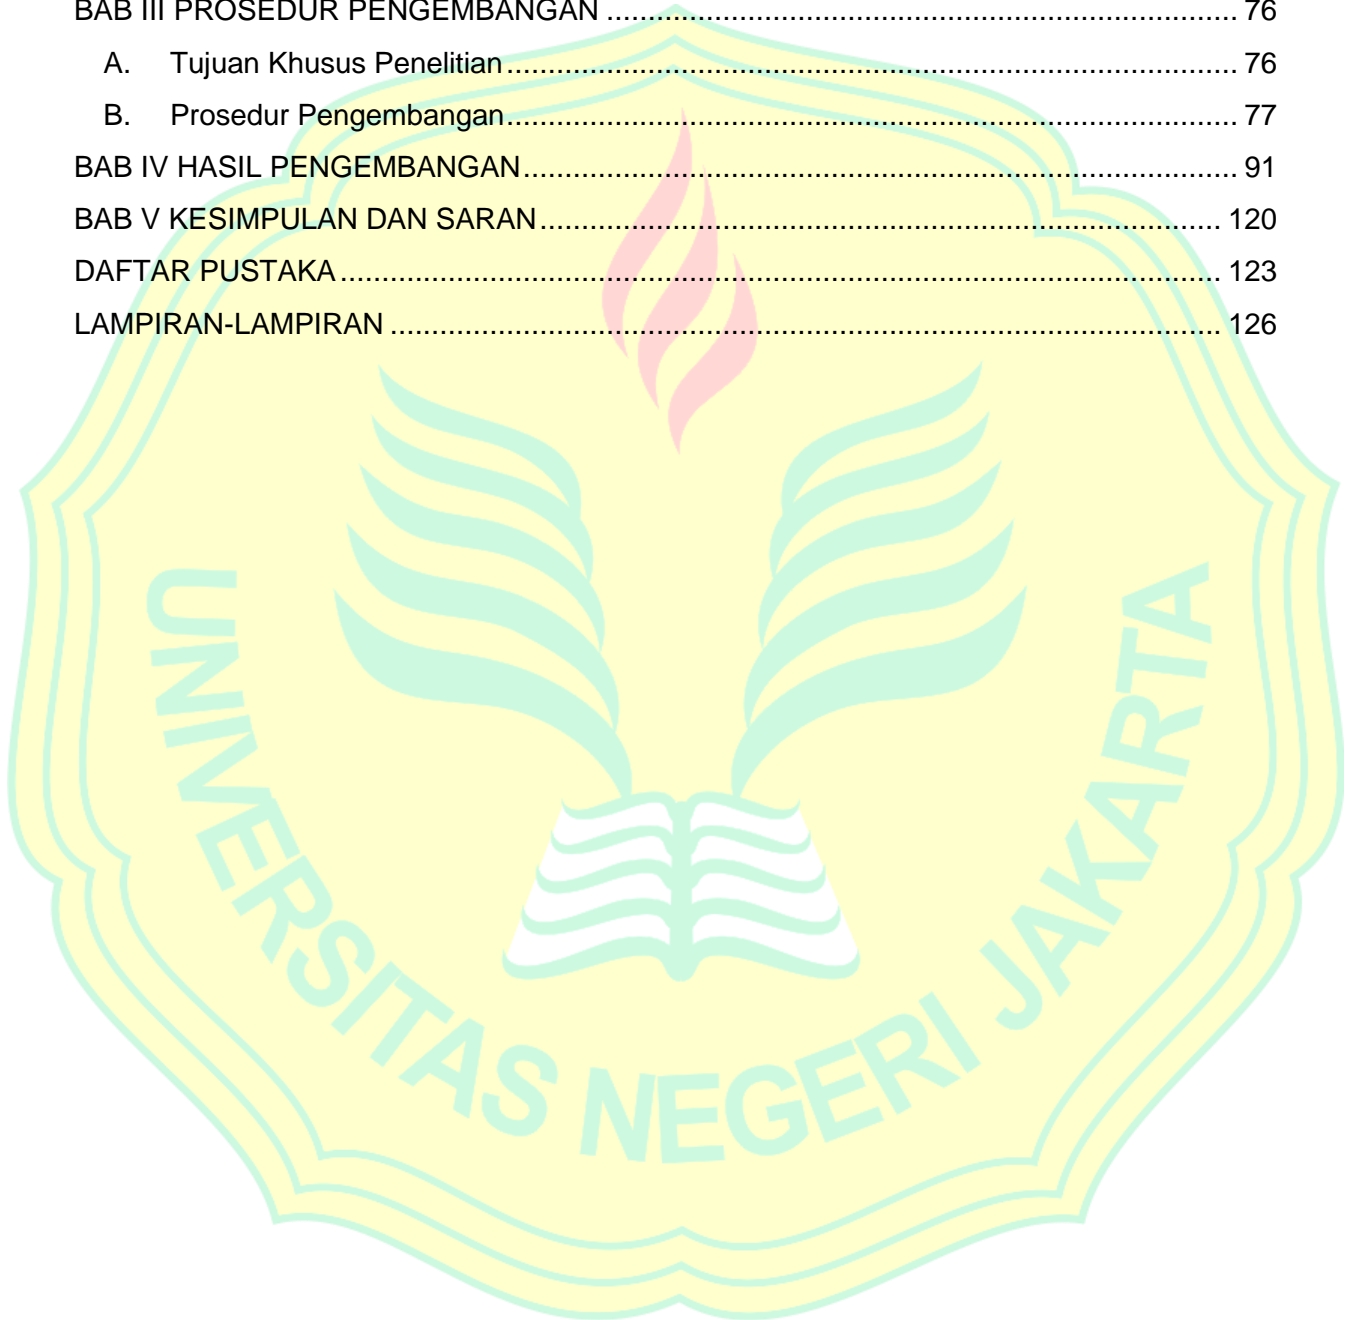 BAB III PROSEDUR PENGEMBANGAN ........................................................................... 76
A. Tujuan Khusus Penelitian ........................................................................................ 76
B. Prosedur Pengembangan ........................................................................................ 77
BAB IV HASIL PENGEMBANGAN ..................................................................................... 91
BAB V KESIMPULAN DAN SARAN ................................................................................. 120
DAFTAR PUSTAKA .......................................................................................................... 123
LAMPIRAN-LAMPIRAN .................................................................................................... 126
UNIVERSITAS NEGERI JAKARTA